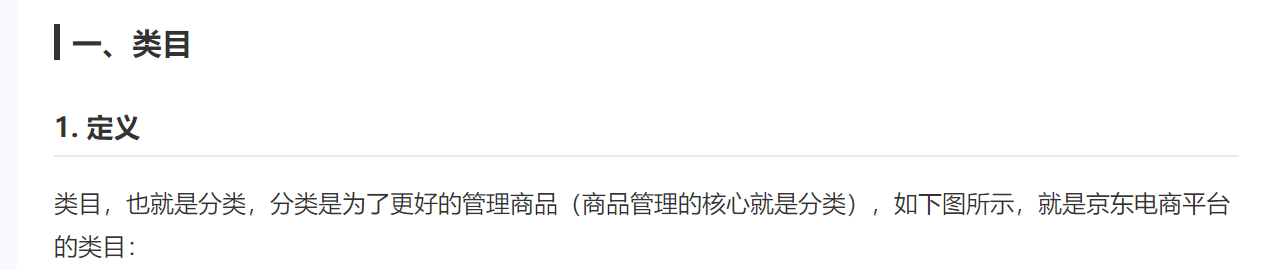 一、类目
1. 定义
类目，也就是分类，分类是为了更好的管理商品（商品管理的核心就是分类），如下图所示，就是京东电商平台
的类目：